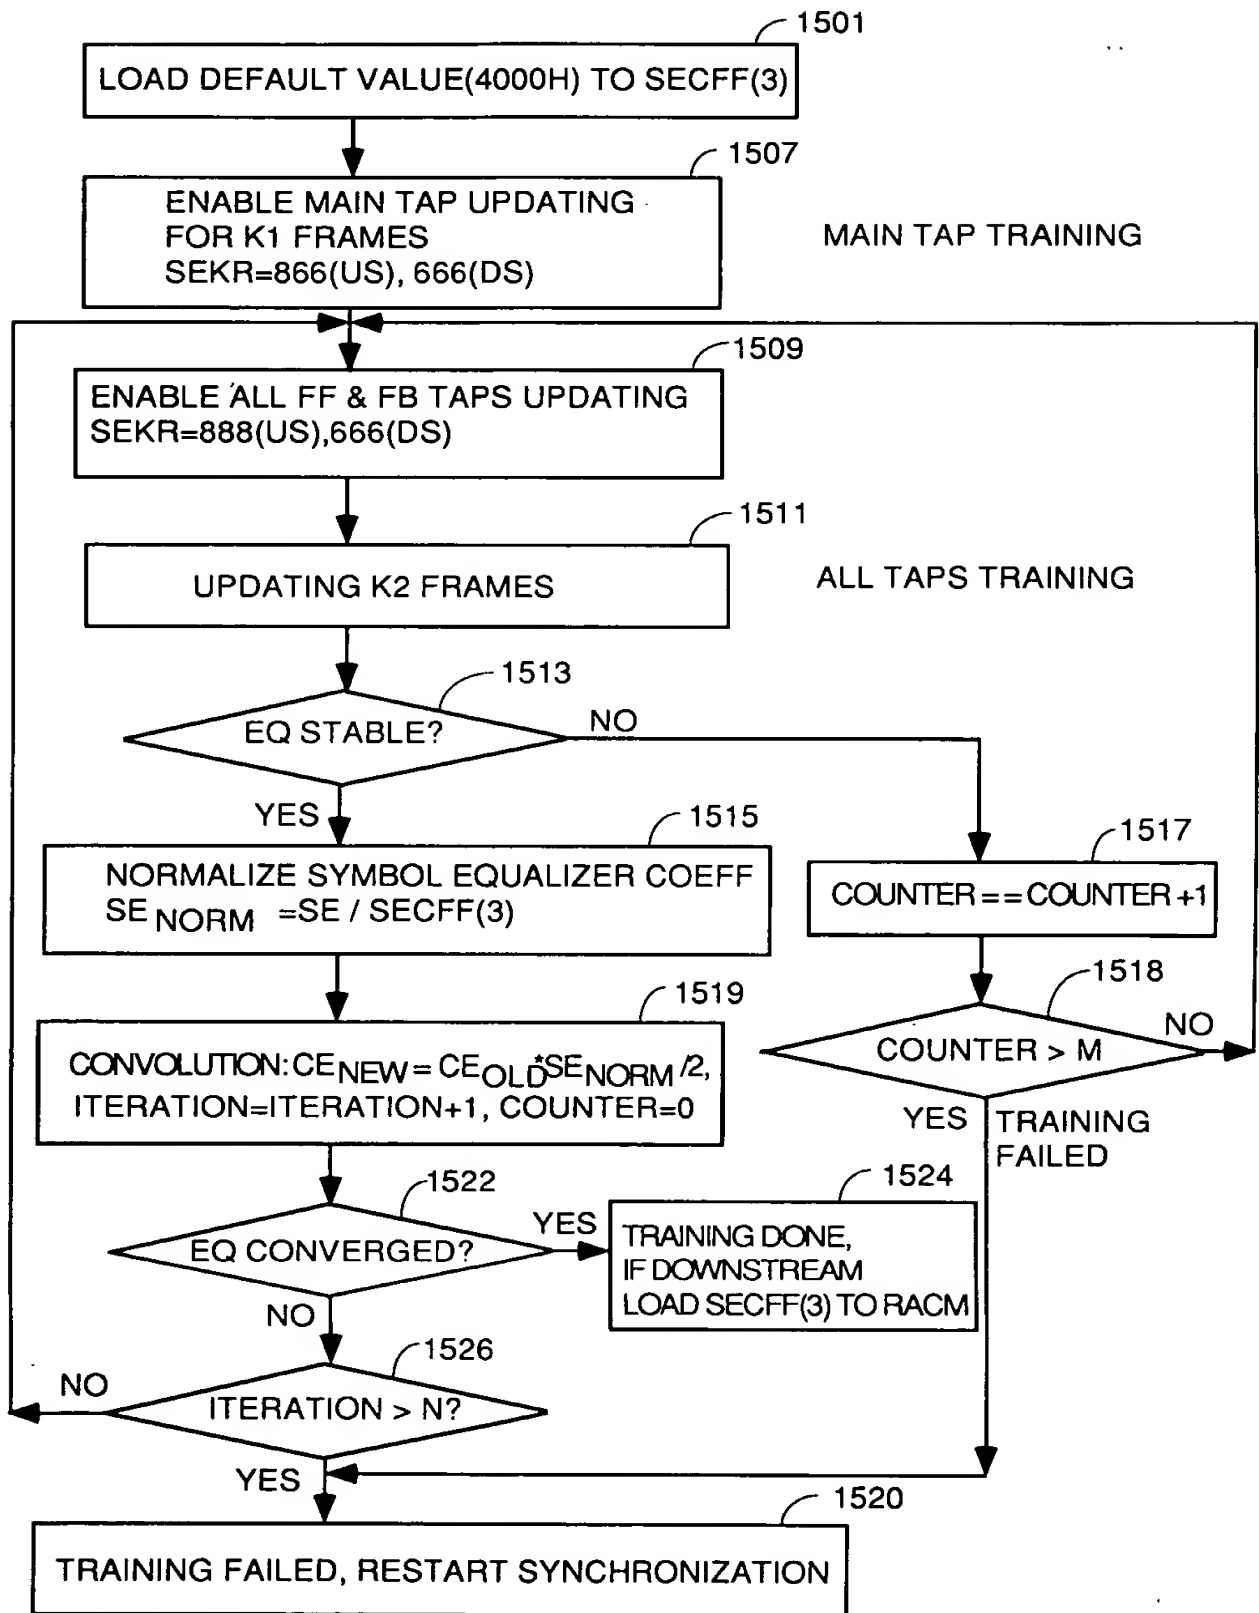 1501
LOAD DEFAULT VALUE(4000H) TO SECFF(3)
1507
ENABLE MAIN TAP UPDATING
FOR K1 FRAMES
SEKR=866(US), 666(DS)
MAIN TAP TRAINING
1509
ENABLE ALL FF & FB TAPS UPDATING
SEKR=888(US),666(DS)
1511
UPDATING K2 FRAMES
ALL TAPS TRAINING
1513
EQ STABLE?
NO
YES
1515
NORMALIZE SYMBOL EQUALIZER COEFF
SE NORM =SE / SECFF(3)
1517
COUNTER==COUNTER+1
1518
COUNTER > M
NO
YES
TRAINING
FAILED
1519
CONVOLUTION: CE NEW = CE OLD*SE NORM /2,
ITERATION=ITERATION+1, COUNTER=0
1522
EQ CONVERGED?
YES
NO
1524
TRAINING DONE,
IF DOWNSTREAM
LOAD SECFF(3) TO RACM
1526
ITERATION > N?
NO
YES
1520
TRAINING FAILED, RESTART SYNCHRONIZATION